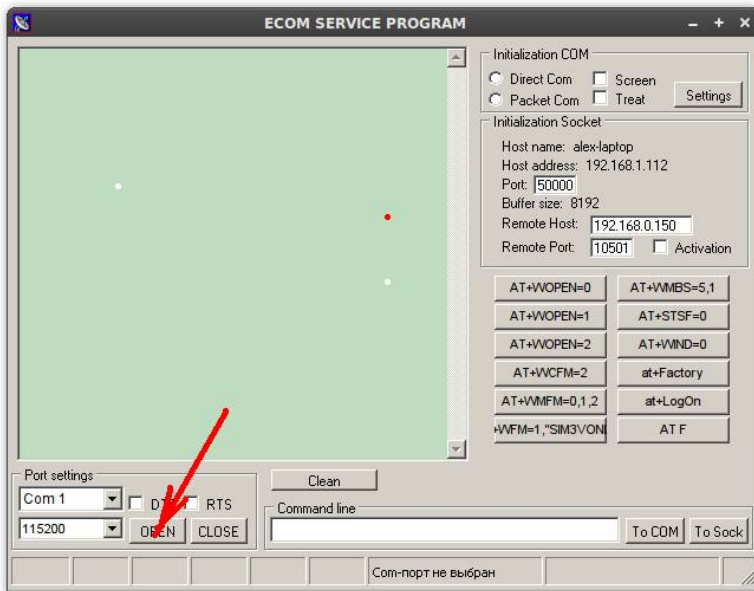 ECOM SERVICE PROGRAM
Initialization COM
Direct Com Screen
Packet Com Treat Settings
Initialization Socket
Host name: alex-laptop
Host address: 192.168.1.112
Port: 50000
Buffer size: 8192
Remote Host: 192.168.0.150
Remote Port: 10501 Activation
AT+WOPEN=0 AT+WMBS=5,1
AT+WOPEN=1 AT+STSF=0
AT+WOPEN=2 AT+WIND=0
AT+WCFM=2 at+Factory
AT+WMFM=0,1,2 at+LogOn
+WFM=1,"SIM3VON AT F
Port settings Clean
Com 1 RTS
Command line
115200 OPEN CLOSE To COM To Sock
Com-порт не выбран